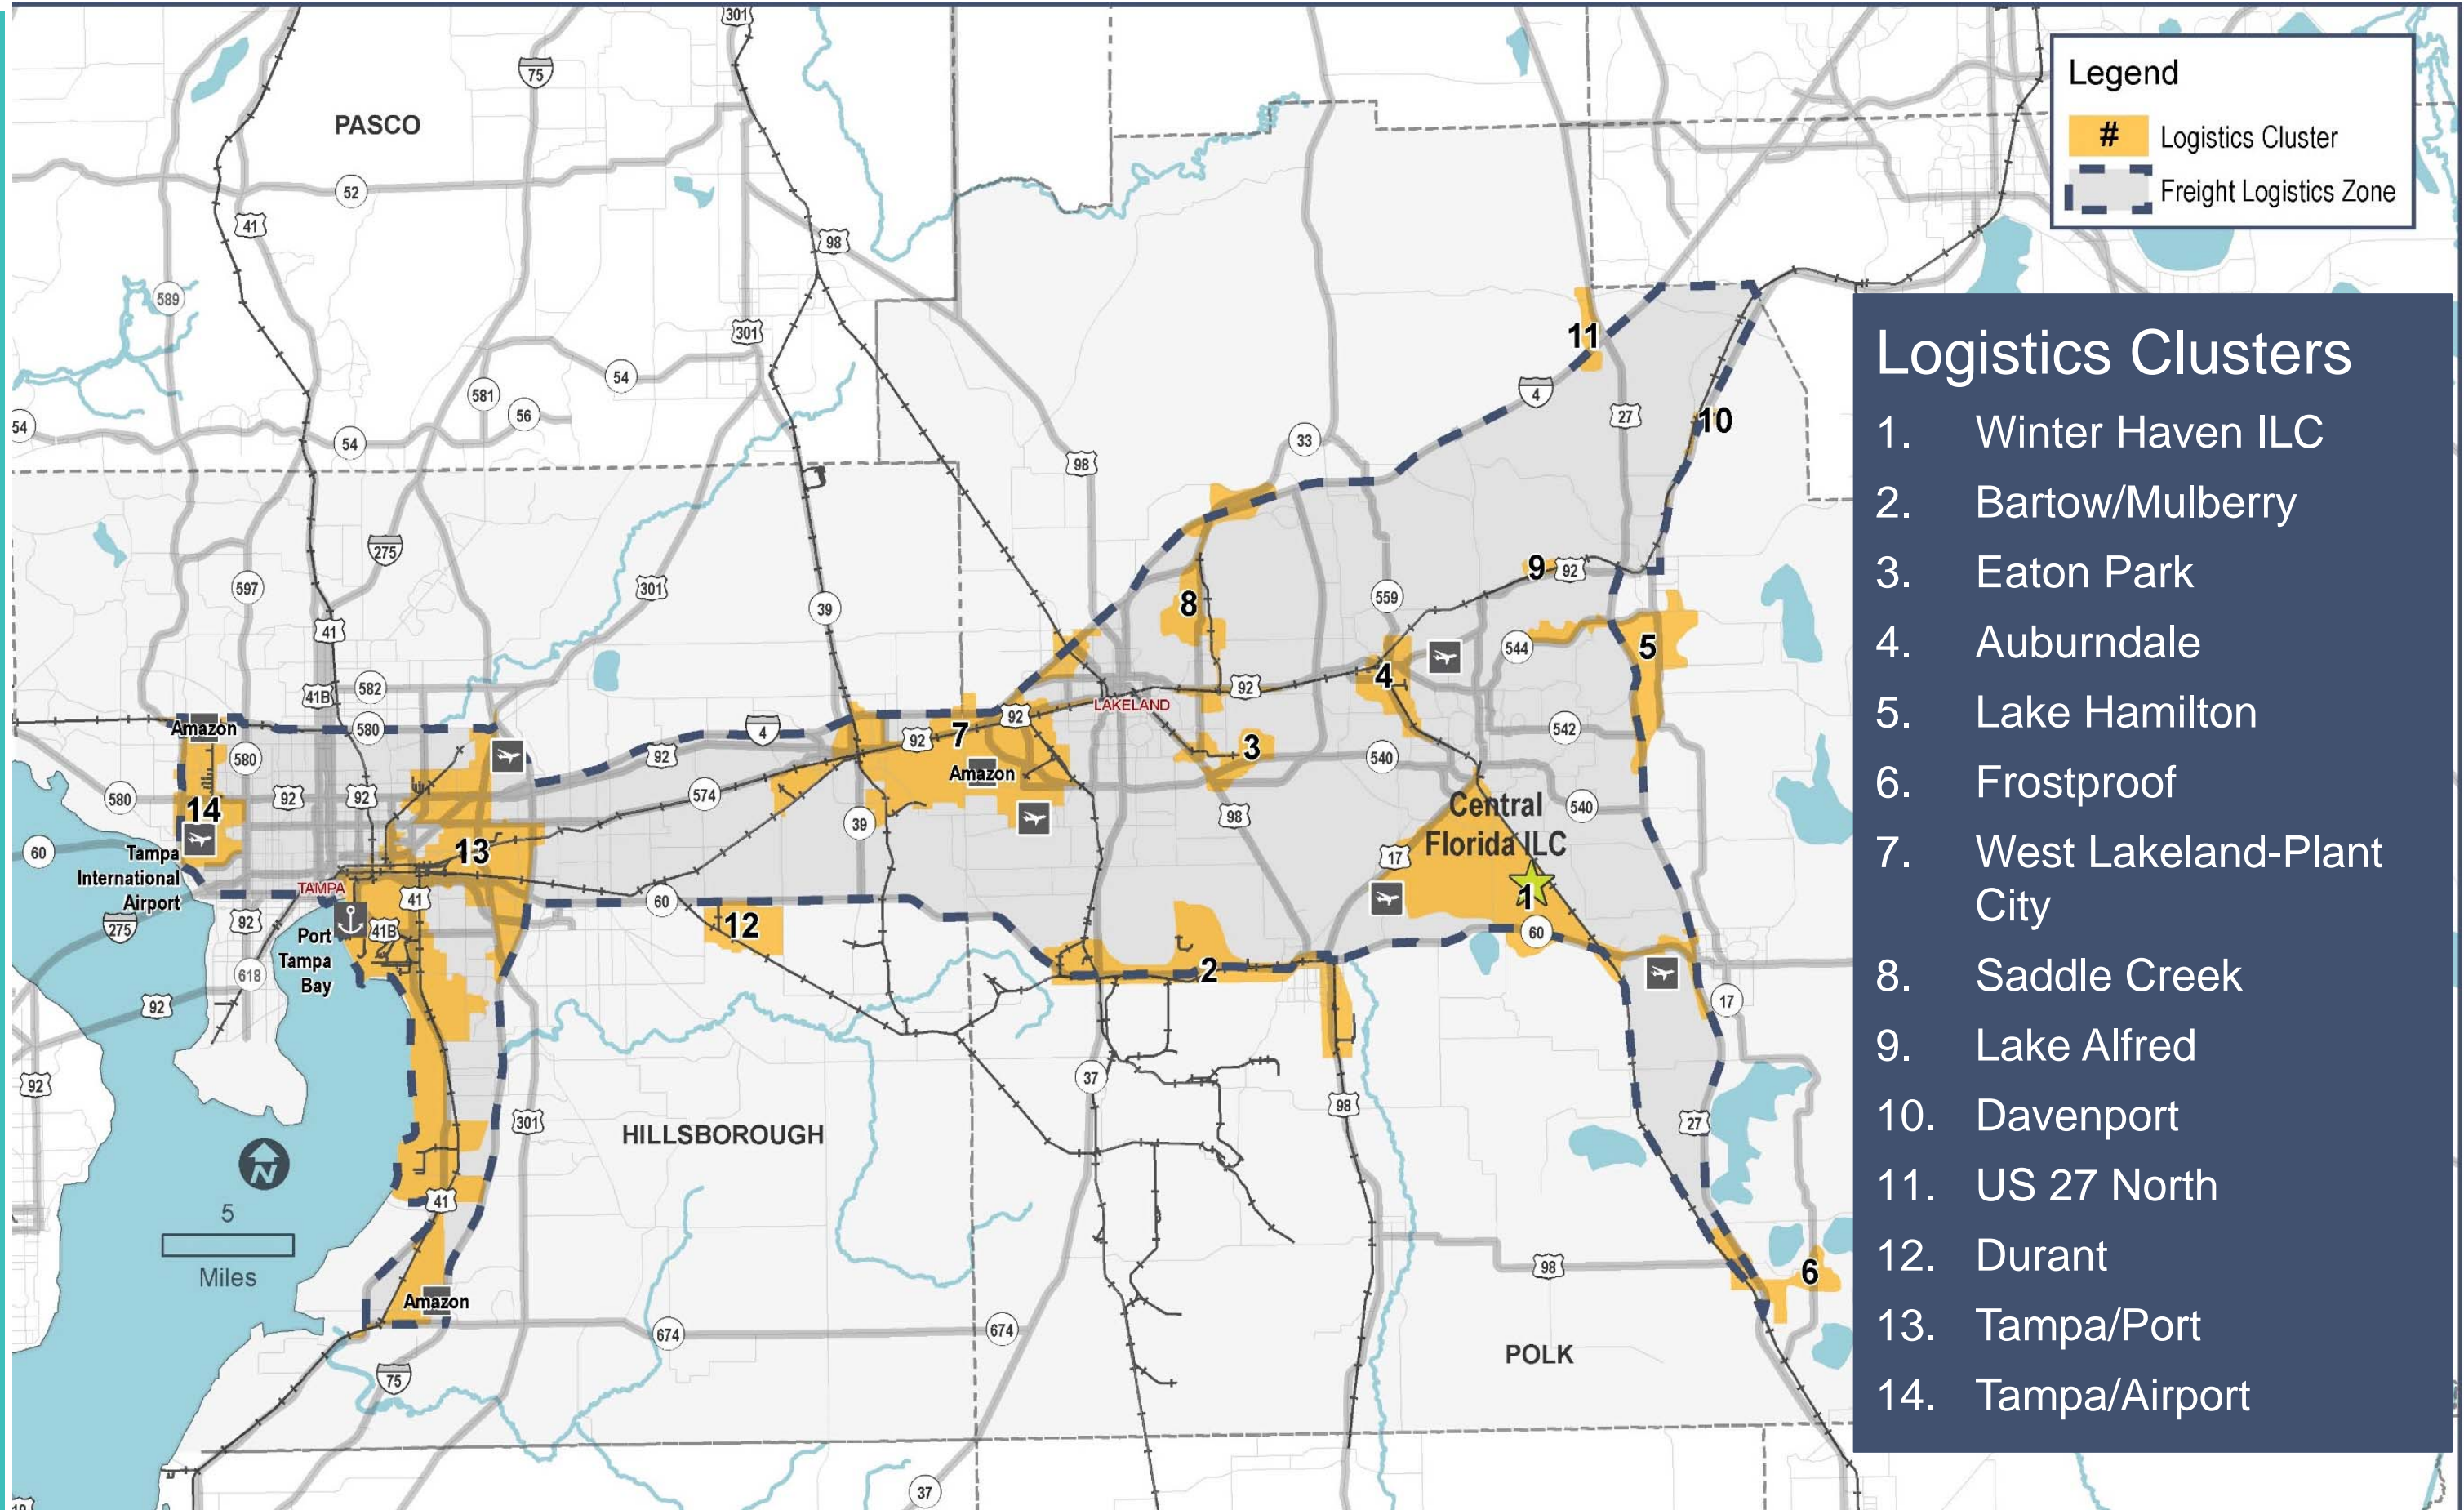 301
75
PASCO
52
41
98
589
301
54
581
56
54
54
98
33
4
27
11
10
275
597
301
39
41
559
9
92
8
544
5
41B
582
4
92
LAKELAND
Amazon
580
580
4
92
92
7
92
3
542
540
Amazon
574
580
92
92
14
39
98
Central
Florida ILC
540
17
60
Tampa
International
Airport
13
TAMPA
41
60
1
275
92
12
60
Port
Tampa
Bay
41B
618
2
17
92
92
37
98
301
HILLSBOROUGH
27
N
5
Miles
41
98
6
Amazon
674
674
POLK
75
37
19
Legend
# Logistics Cluster
Freight Logistics Zone
Logistics Clusters
1. Winter Haven ILC
2. Bartow/Mulberry
3. Eaton Park
4. Auburndale
5. Lake Hamilton
6. Frostproof
7. West Lakeland-Plant
City
8. Saddle Creek
9. Lake Alfred
10. Davenport
11. US 27 North
12. Durant
13. Tampa/Port
14. Tampa/Airport